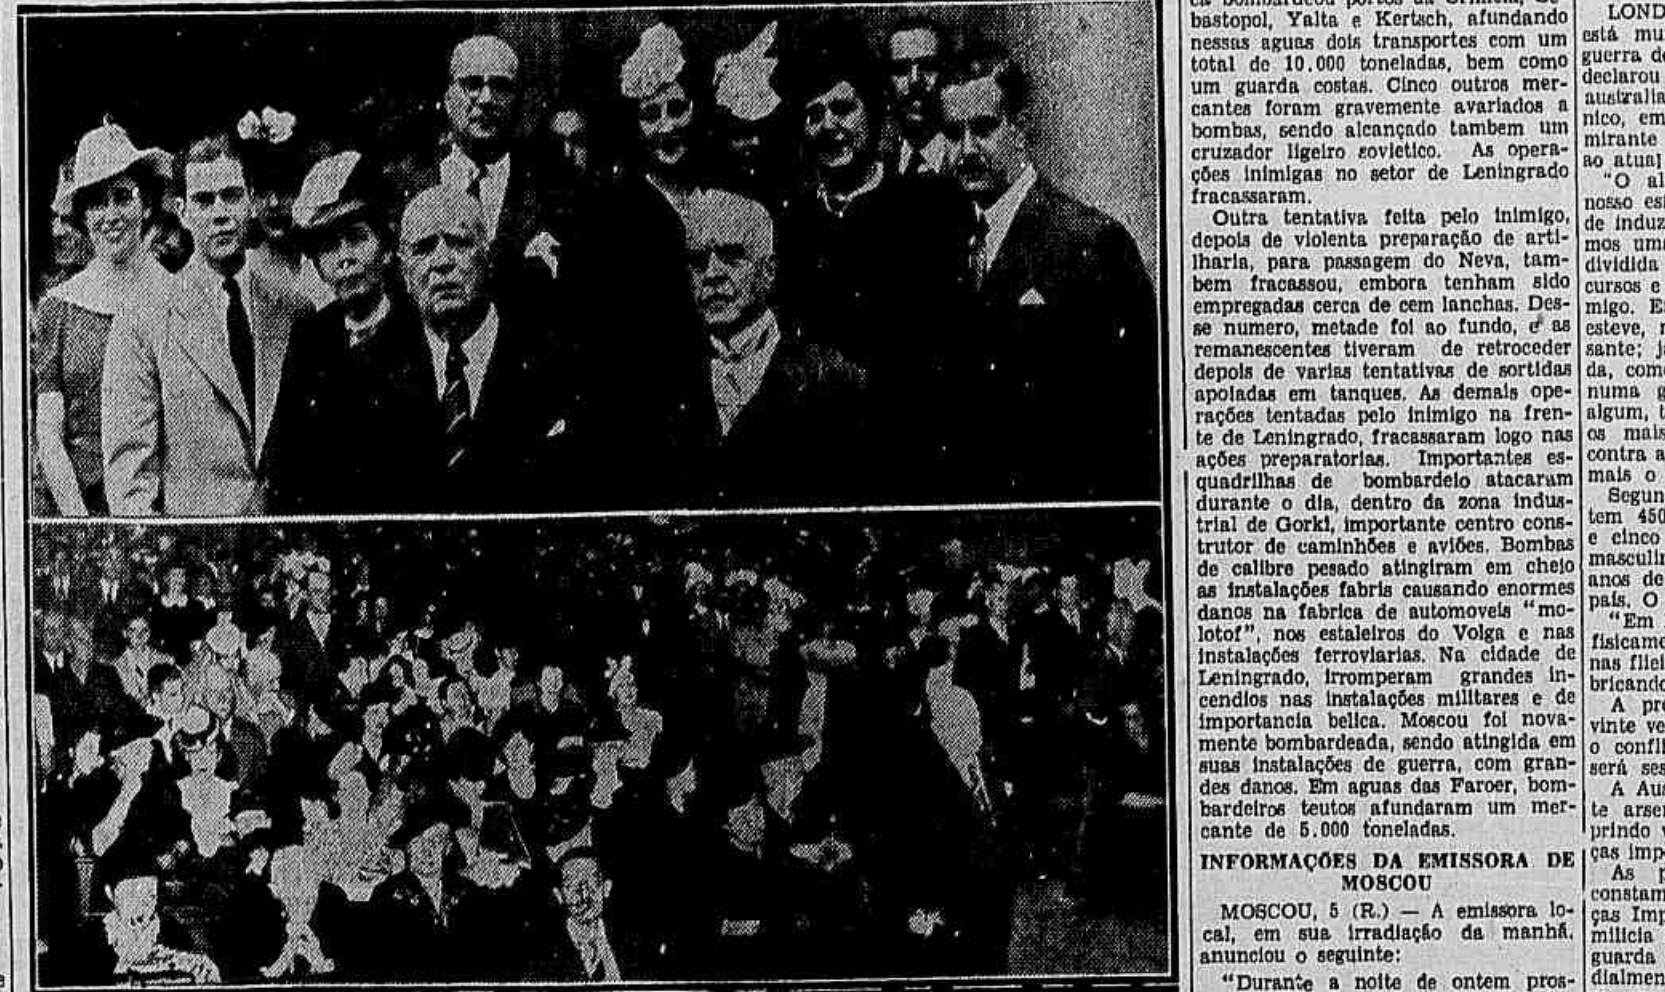 bastopol, Yalta e Kertsch, afundando
nessas aguas dois transportes com um
total de 10.000 toneladas, bem como
um guarda costas. Cinco outros mer-
cantes foram gravemente avariados a
bombas, sendo alcançado tambem um
cruzador ligeiro sovietico. As opera-
ções inimigas no setor de Leningrado
fracassaram.
Outra tentativa feita pelo inimigo,
depois de violenta preparação de arti-
lharia, para passagem do Neva, tam-
bem fracassou, embora tenham sido
empregadas cerca de cem lanchas. Des-
se numero, metade foi ao fundo, e as
remanescentes tiveram de retroceder
depois de varias tentativas de sortidas
apoiadas em tanques. As demais ope-
rações tentadas pelo inimigo na fren-
te de Leningrado, fracassaram logo nas
ações preparatorias. Importantes es-
quadrilhas de bombardeio atacaram
durante o dia, dentro da zona indus-
trial de Gorki, importante centro cons-
trutor de caminhões e aviões. Bombas
de calibre pesado atingiram em cheio
as instalações fabris causando enormes
danos na fabrica de automoveis "mo-
lotof", nos estaleiros do Volga e nas
instalações ferroviarias. Na cidade de
Leningrado, irromperam grandes in-
cendios nas instalações militares e de
importancia belica. Moscou foi nova-
mente bombardeada, sendo atingida em
suas instalações de guerra, com gran-
des danos. Em aguas das Faroer, bom-
bardeiros teutos afundaram um mer-
cante de 5.000 toneladas.
INFORMAÇÕES DA EMISSORA DE
MOSCOU
MOSCOU, 5 (R.) — A emissora lo-
cal, em sua irradiação da manhã,
anunciou o seguinte:
"Durante a noite de ontem pros-
LOND
está mu
guerra d
declarou
australia
nico, em
mirante
ao atual
"O al
nosso es
de induz
mos um
dividida
cursos e
migo. E
esteve, 
sante; j
da, com
numa g
algum, t
os mais
contra a
mais o
Segun
tem 450
e cinco
masculin
anos de
país. O
"Em
fisicam
nas filei
bricand
A pr
vinte ve
o confli
será ses
A Aus
te arse
prindo v
ças imp
As p
constam
ças Imp
milicia
guarda
dialmen